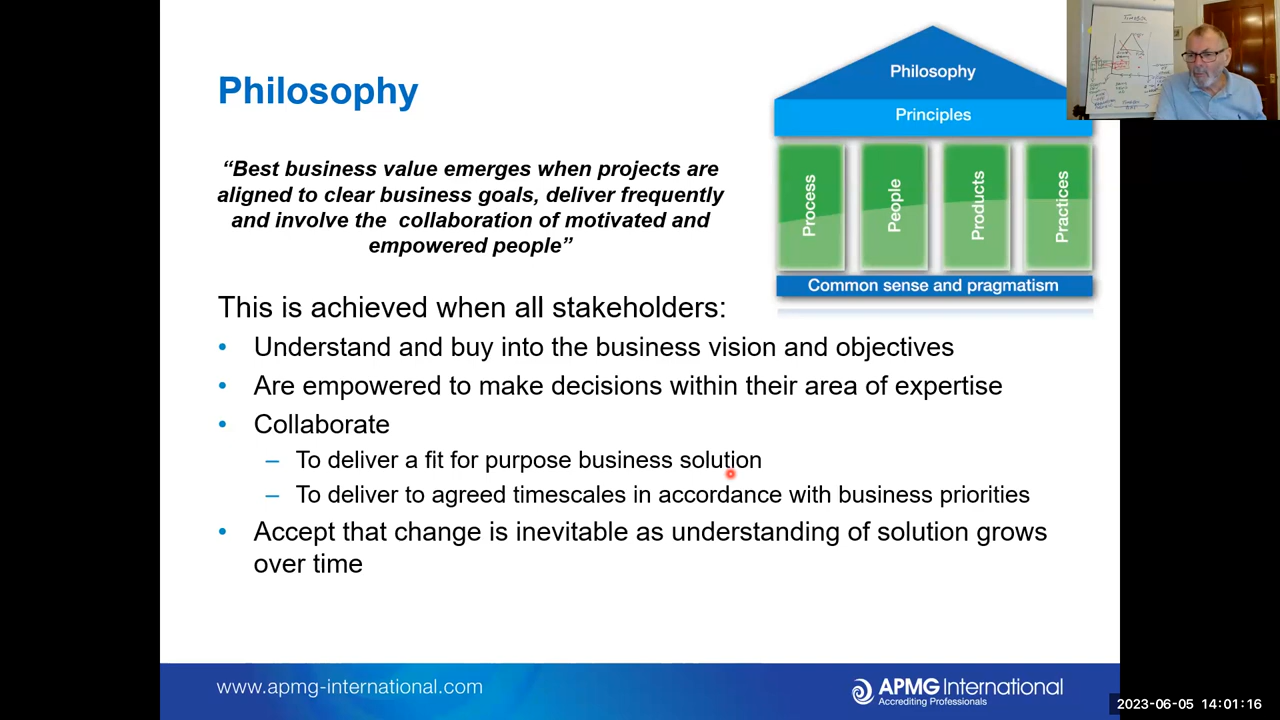 Philosophy
“Best business value emerges when projects are
aligned to clear business goals, deliver frequently
and involve the collaboration of motivated and
empowered people”
This is achieved when all stakeholders:
• Understand and buy into the business vision and objectives
• Are empowered to make decisions within their area of expertise
• Collaborate
– To deliver a fit for purpose business solution
– To deliver to agreed timescales in accordance with business priorities
• Accept that change is inevitable as understanding of solution grows
over time
Philosophy
Principles
Process
People
Products
Practices
Common sense and pragmatism
www.apmg-international.com
APMG International
Accrediting Professionals
2023-06-05 14:01:16